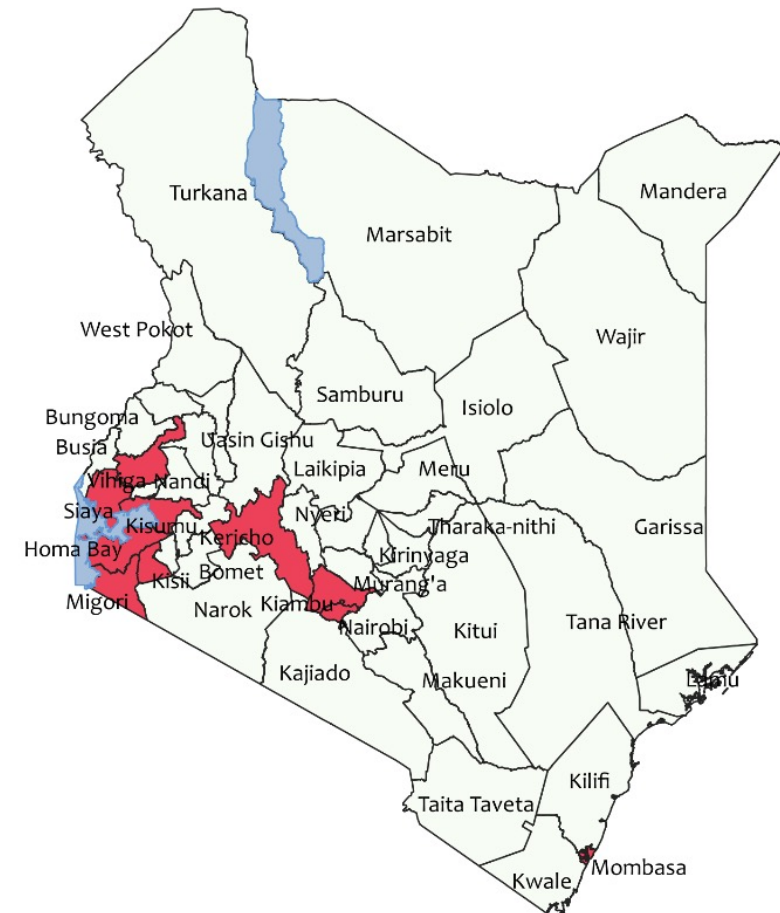 Mandera
Turkana
Marsabit
West Pokot
Wajir
Samburu
Isiolo
Bungoma
Uasin Gishu
Busia
Laikipia
Meru
Vihiga
Nandi
Siaya
Kisumu
Nyeri
Tharaka-nithi
Garissa
Kericho
Homa Bay
Kirinyaga
Bomet
Kisii
Murang'a
Migori
Narok
Kiambu
Nairobi
Kitui
Tana River
Kajiado
Makueni
Lamu
Kilifi
Taita Taveta
Mombasa
Kwale